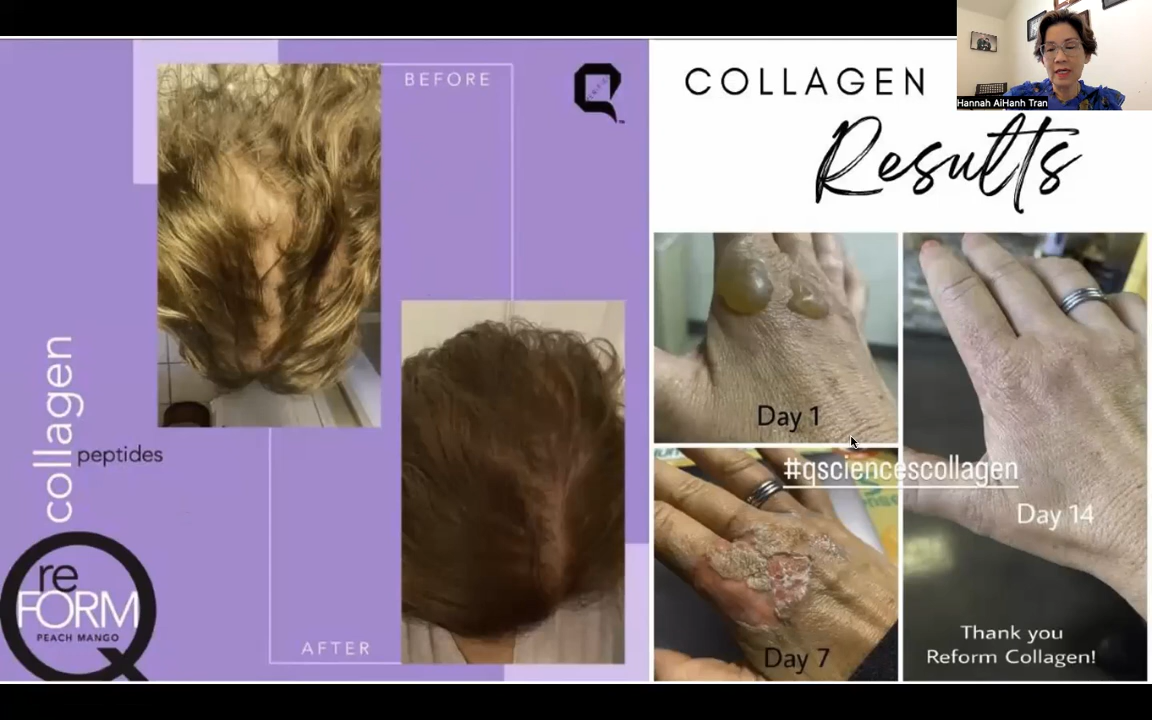 BEFORE
Q
™
collagen
peptides
re
FORM
PEACH MANGO
AFTER
COLLAGEN
Results
Hannah AiHanh Tran
Day 1
#qsciencescollagen
Day 7
Day 14
Thank you
Reform Collagen!